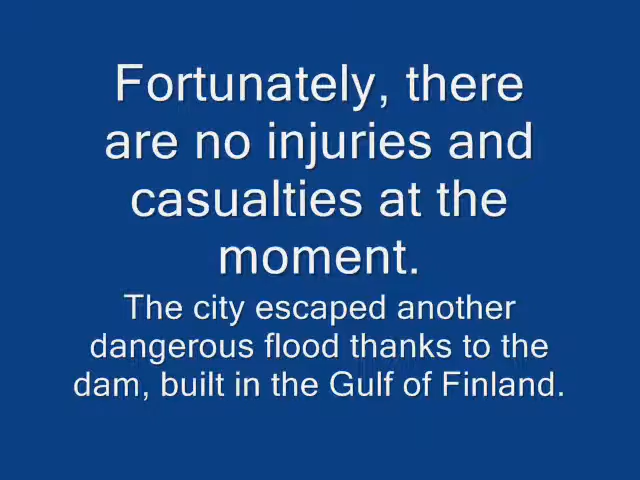 Fortunately, there
are no injuries and
casualties at the
moment.
The city escaped another
dangerous flood thanks to the
dam, built in the Gulf of Finland.